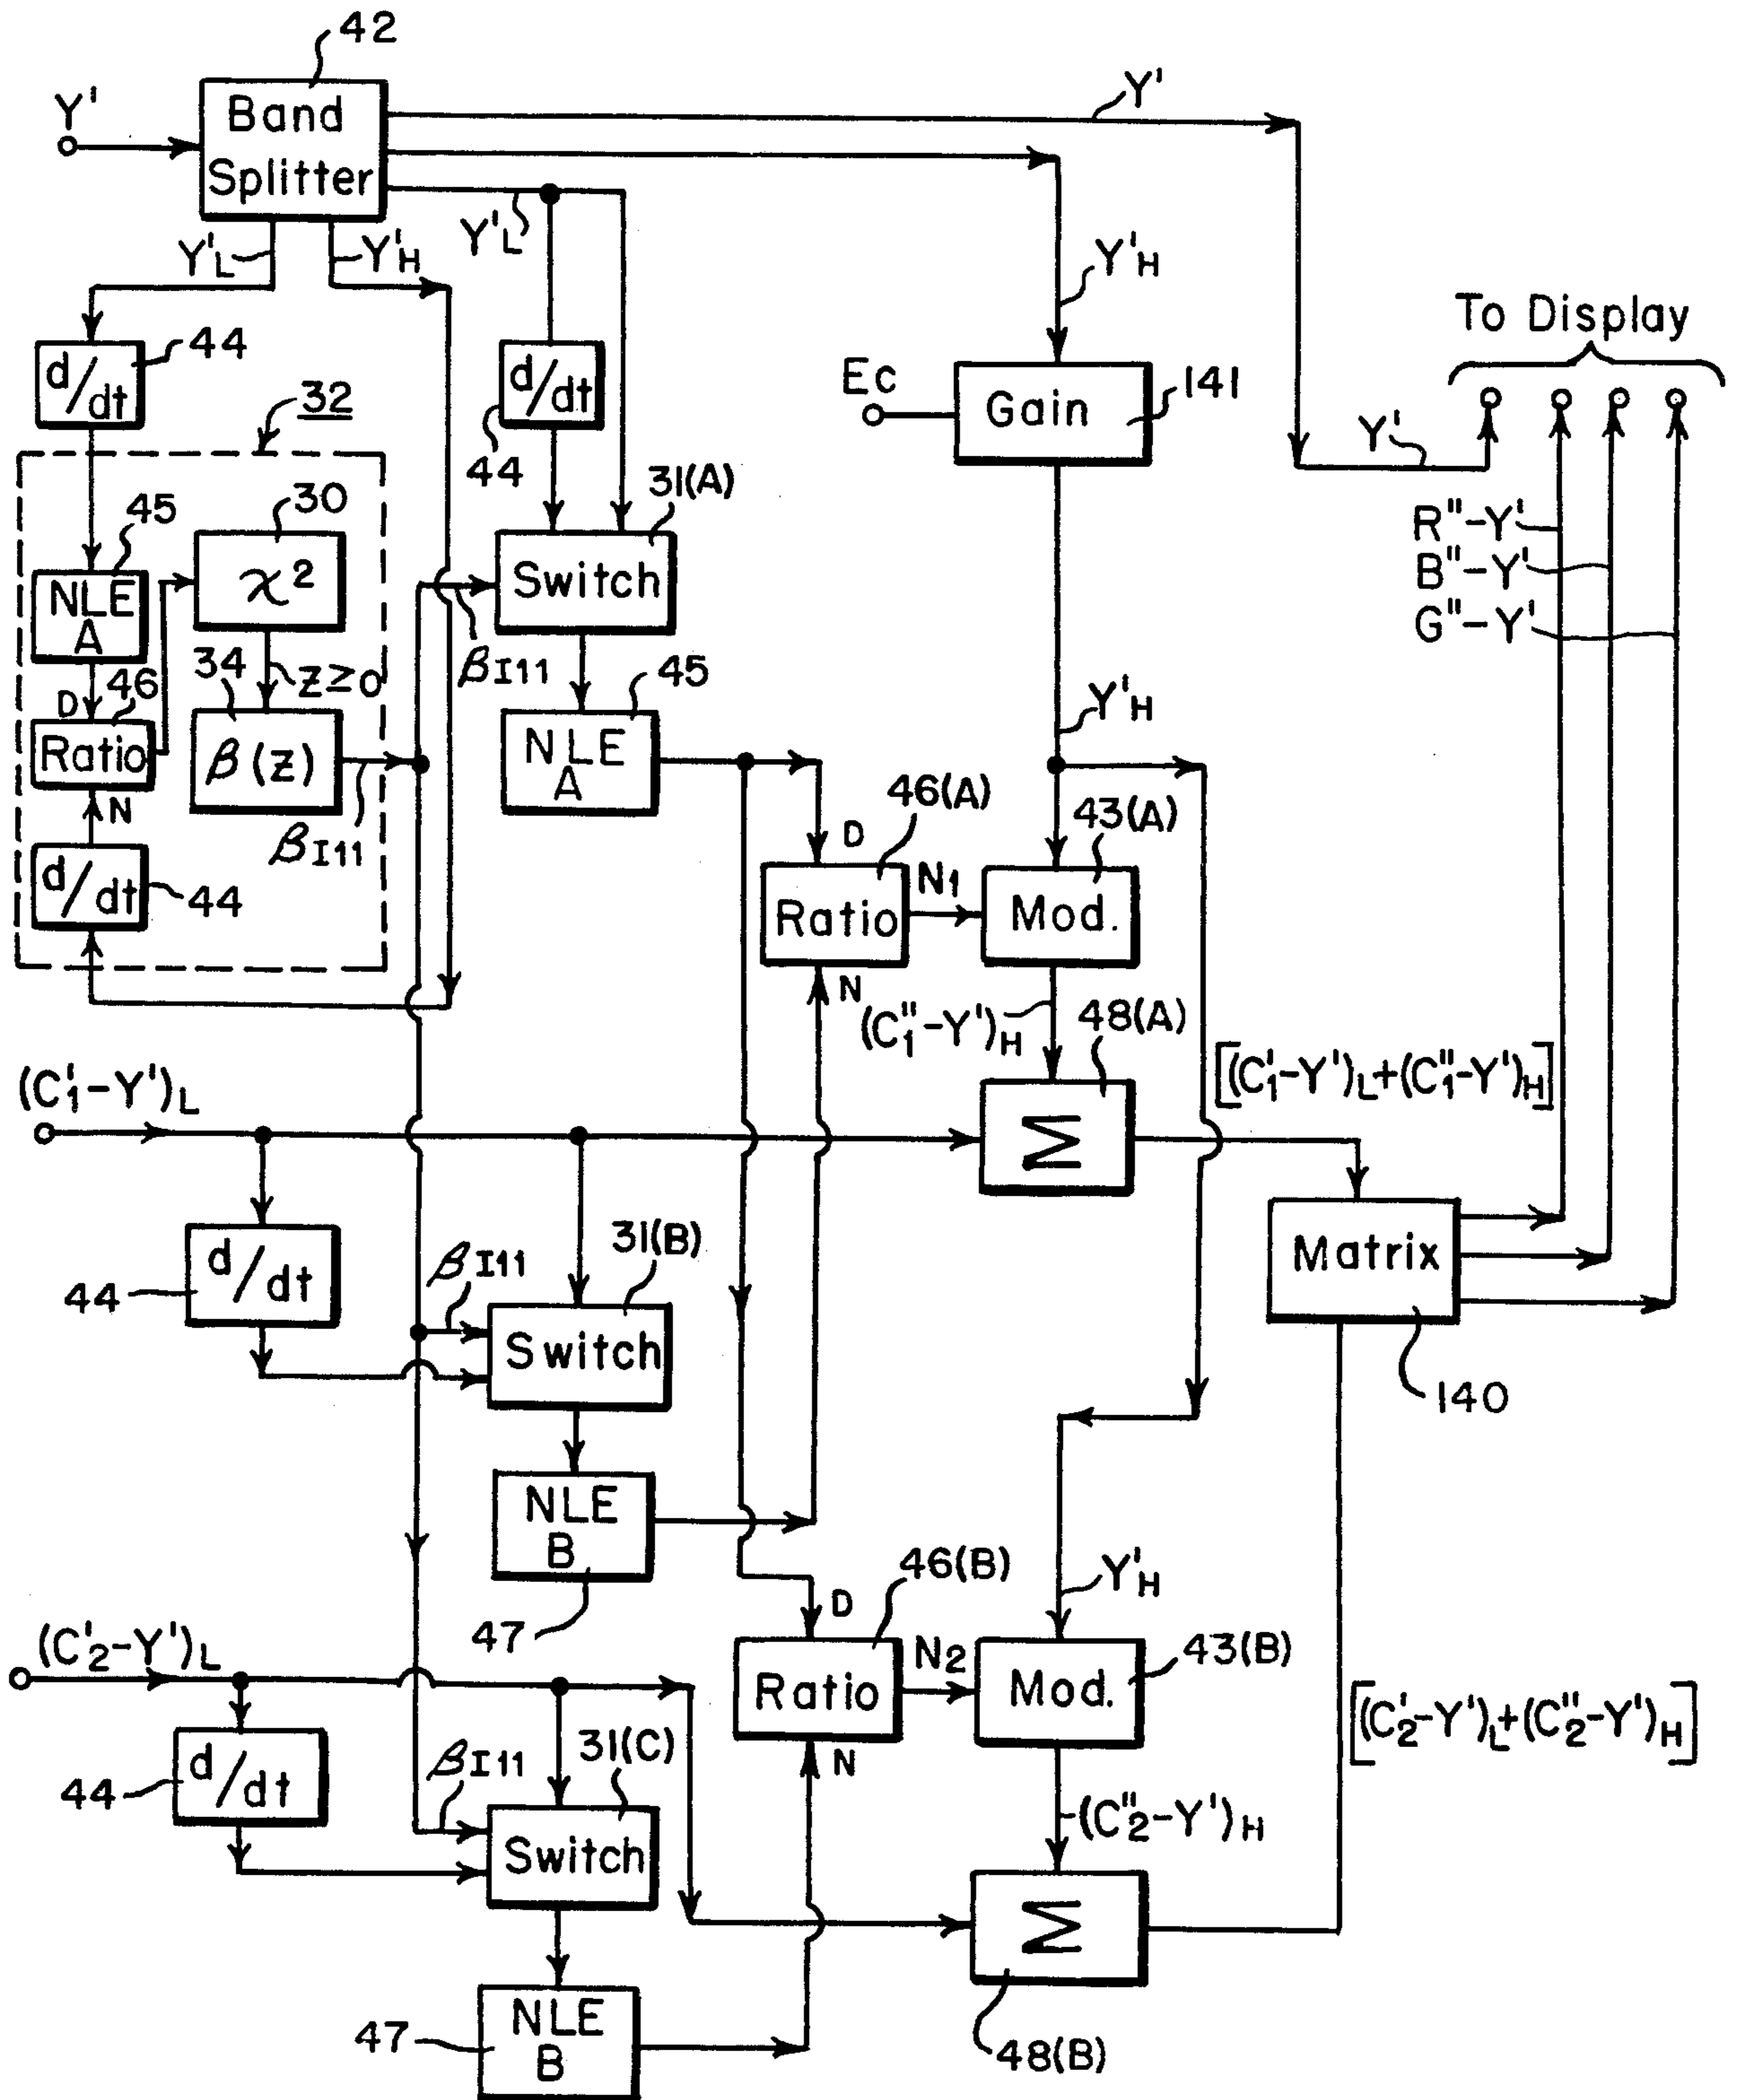 42
Y'
Band
Splitter
Y'
Y'L
Y'H
Y'L
Y'H
To Display
d/dt
44
32
d/dt
44
Ec
Gain
141
Y'
31(A)
R"-Y'
B"-Y'
G"-Y'
45
30
NLE
A
x²
Switch
34
Z≥0
βI11
45
D
46
Ratio
β(Z)
NLE
A
Y'H
N
βI11
46(A)
43(A)
d/dt
44
D
Ratio
N1
Mod.
N
(C"1-Y')H
48(A)
[(C'1-Y')L+(C"1-Y')H]
(C'1-Y')L
Σ
d/dt
44
βI11
31(B)
Matrix
Switch
140
NLE
B
47
46(B)
Y'H
D
(C'2-Y')L
Ratio
N2
Mod.
43(B)
[(C'2-Y')L+(C"2-Y')H]
d/dt
44
βI11
31(C)
N
(C"2-Y')H
Switch
Σ
NLE
B
47
48(B)